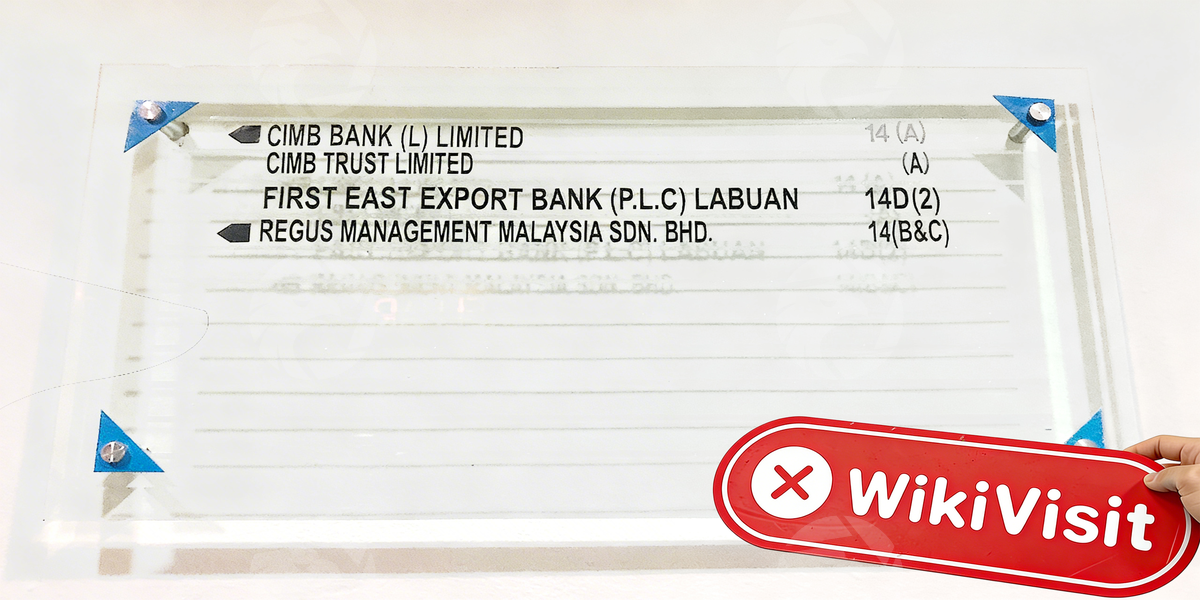 CIMB BANK (L) LIMITED 14 (A)
CIMB TRUST LIMITED (A)
FIRST EAST EXPORT BANK (P.L.C) LABUAN 14D(2)
REGUS MANAGEMENT MALAYSIA SDN. BHD. 14(B&C)
WikiVisit